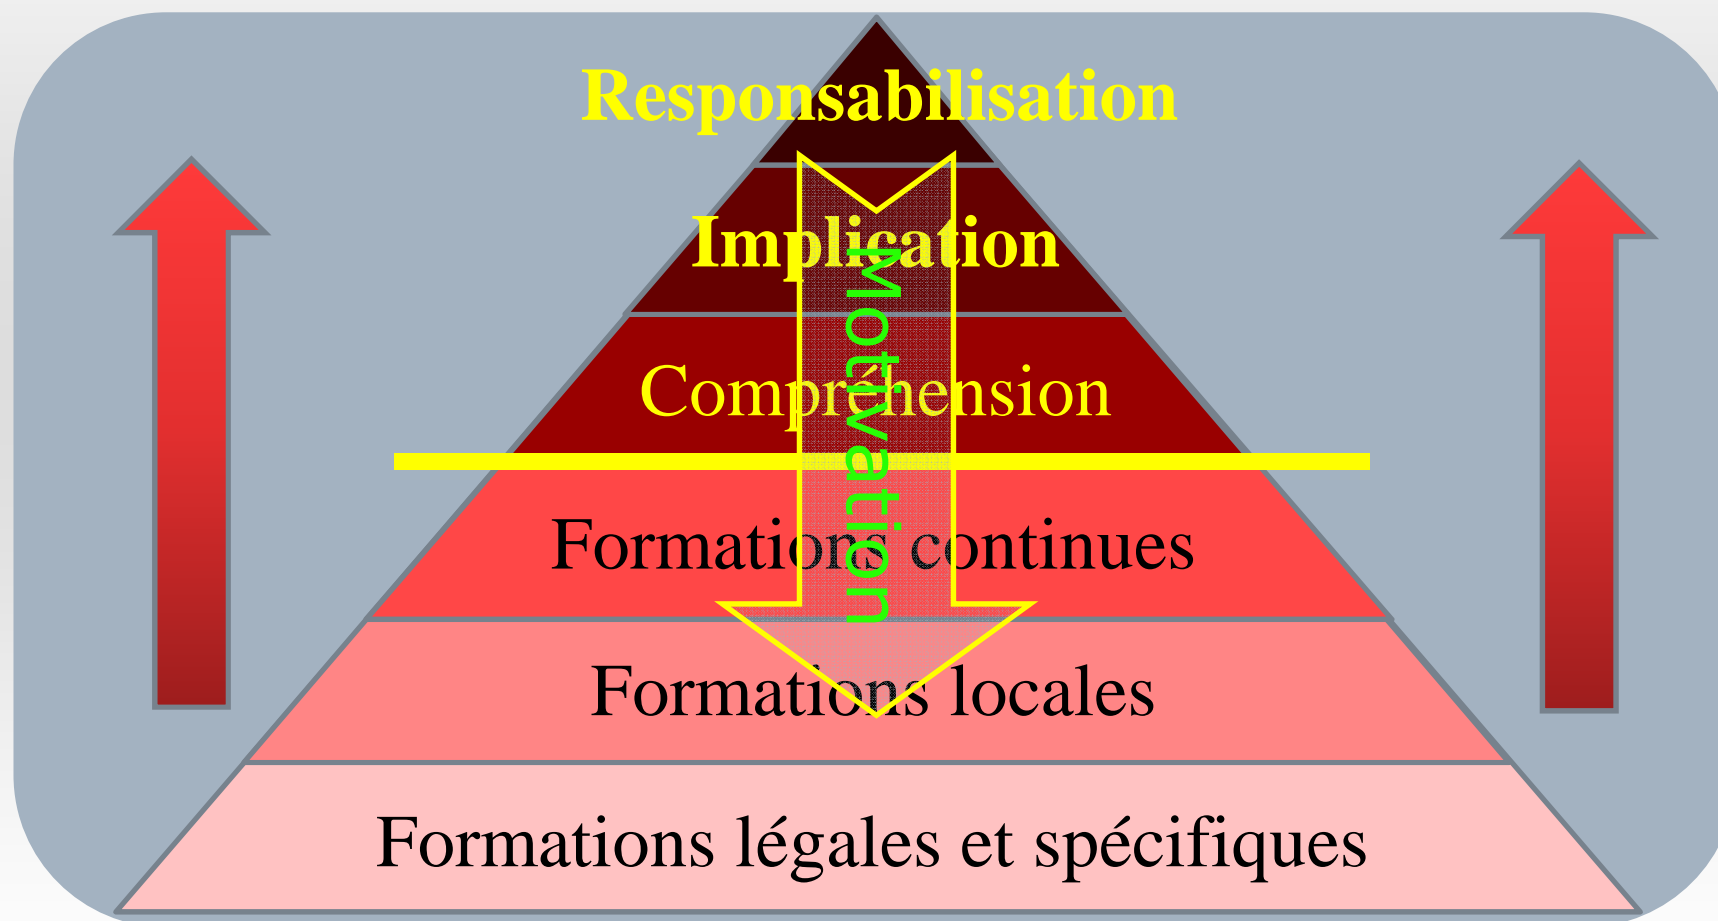 Responsabilisation
Implication
Motivation
Compréhension
Formations continues
Formations locales
Formations légales et spécifiques